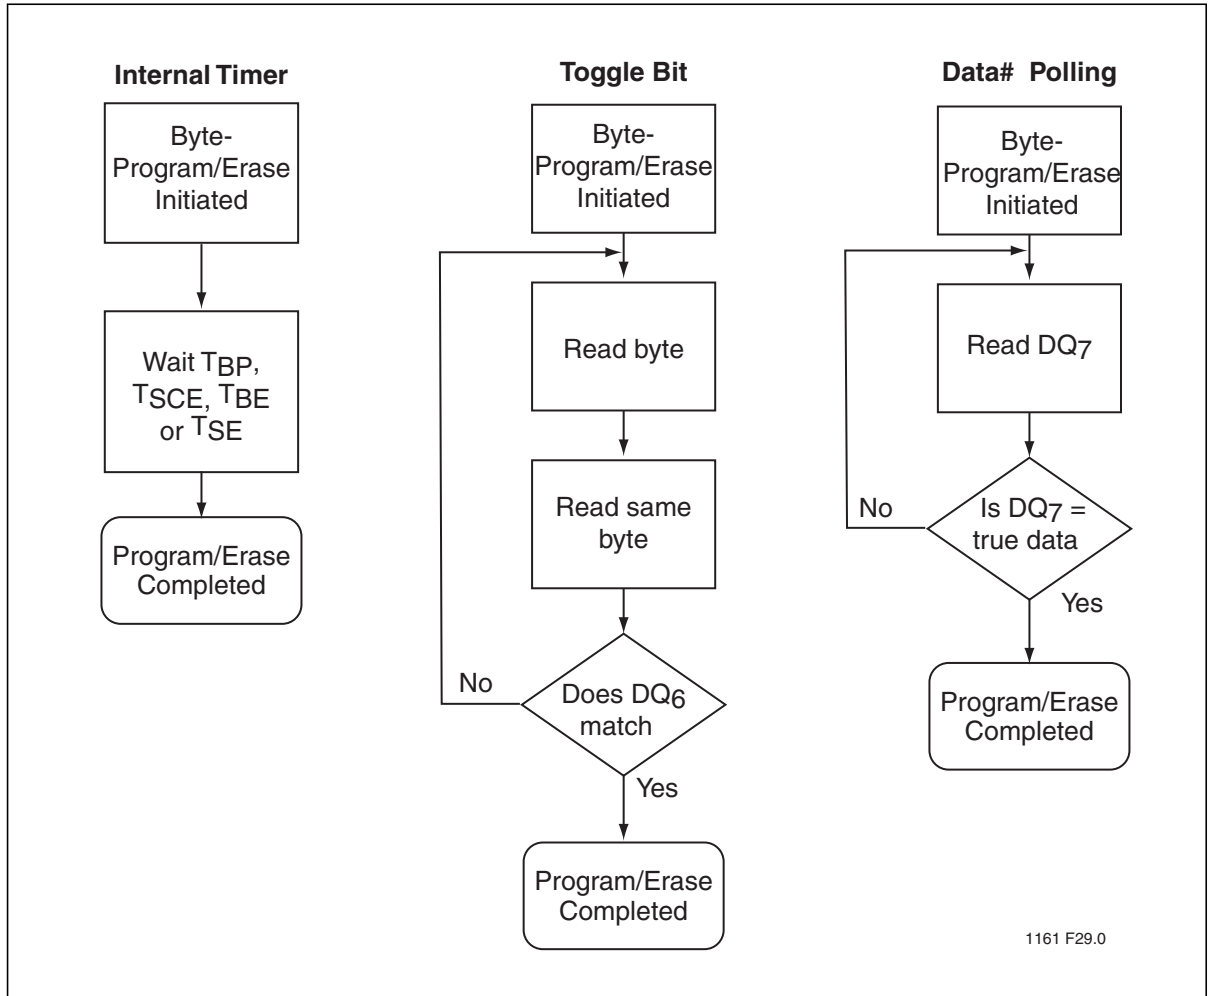 Internal Timer
Byte-
Program/Erase
Initiated
Wait TBP,
TSCE, TBE
or TSE
Program/Erase
Completed
Toggle Bit
Byte-
Program/Erase
Initiated
Read byte
Read same
byte
Does DQ6
match
No
Yes
Program/Erase
Completed
Data# Polling
Byte-
Program/Erase
Initiated
Read DQ7
Is DQ7 =
true data
No
Yes
Program/Erase
Completed
1161 F29.0